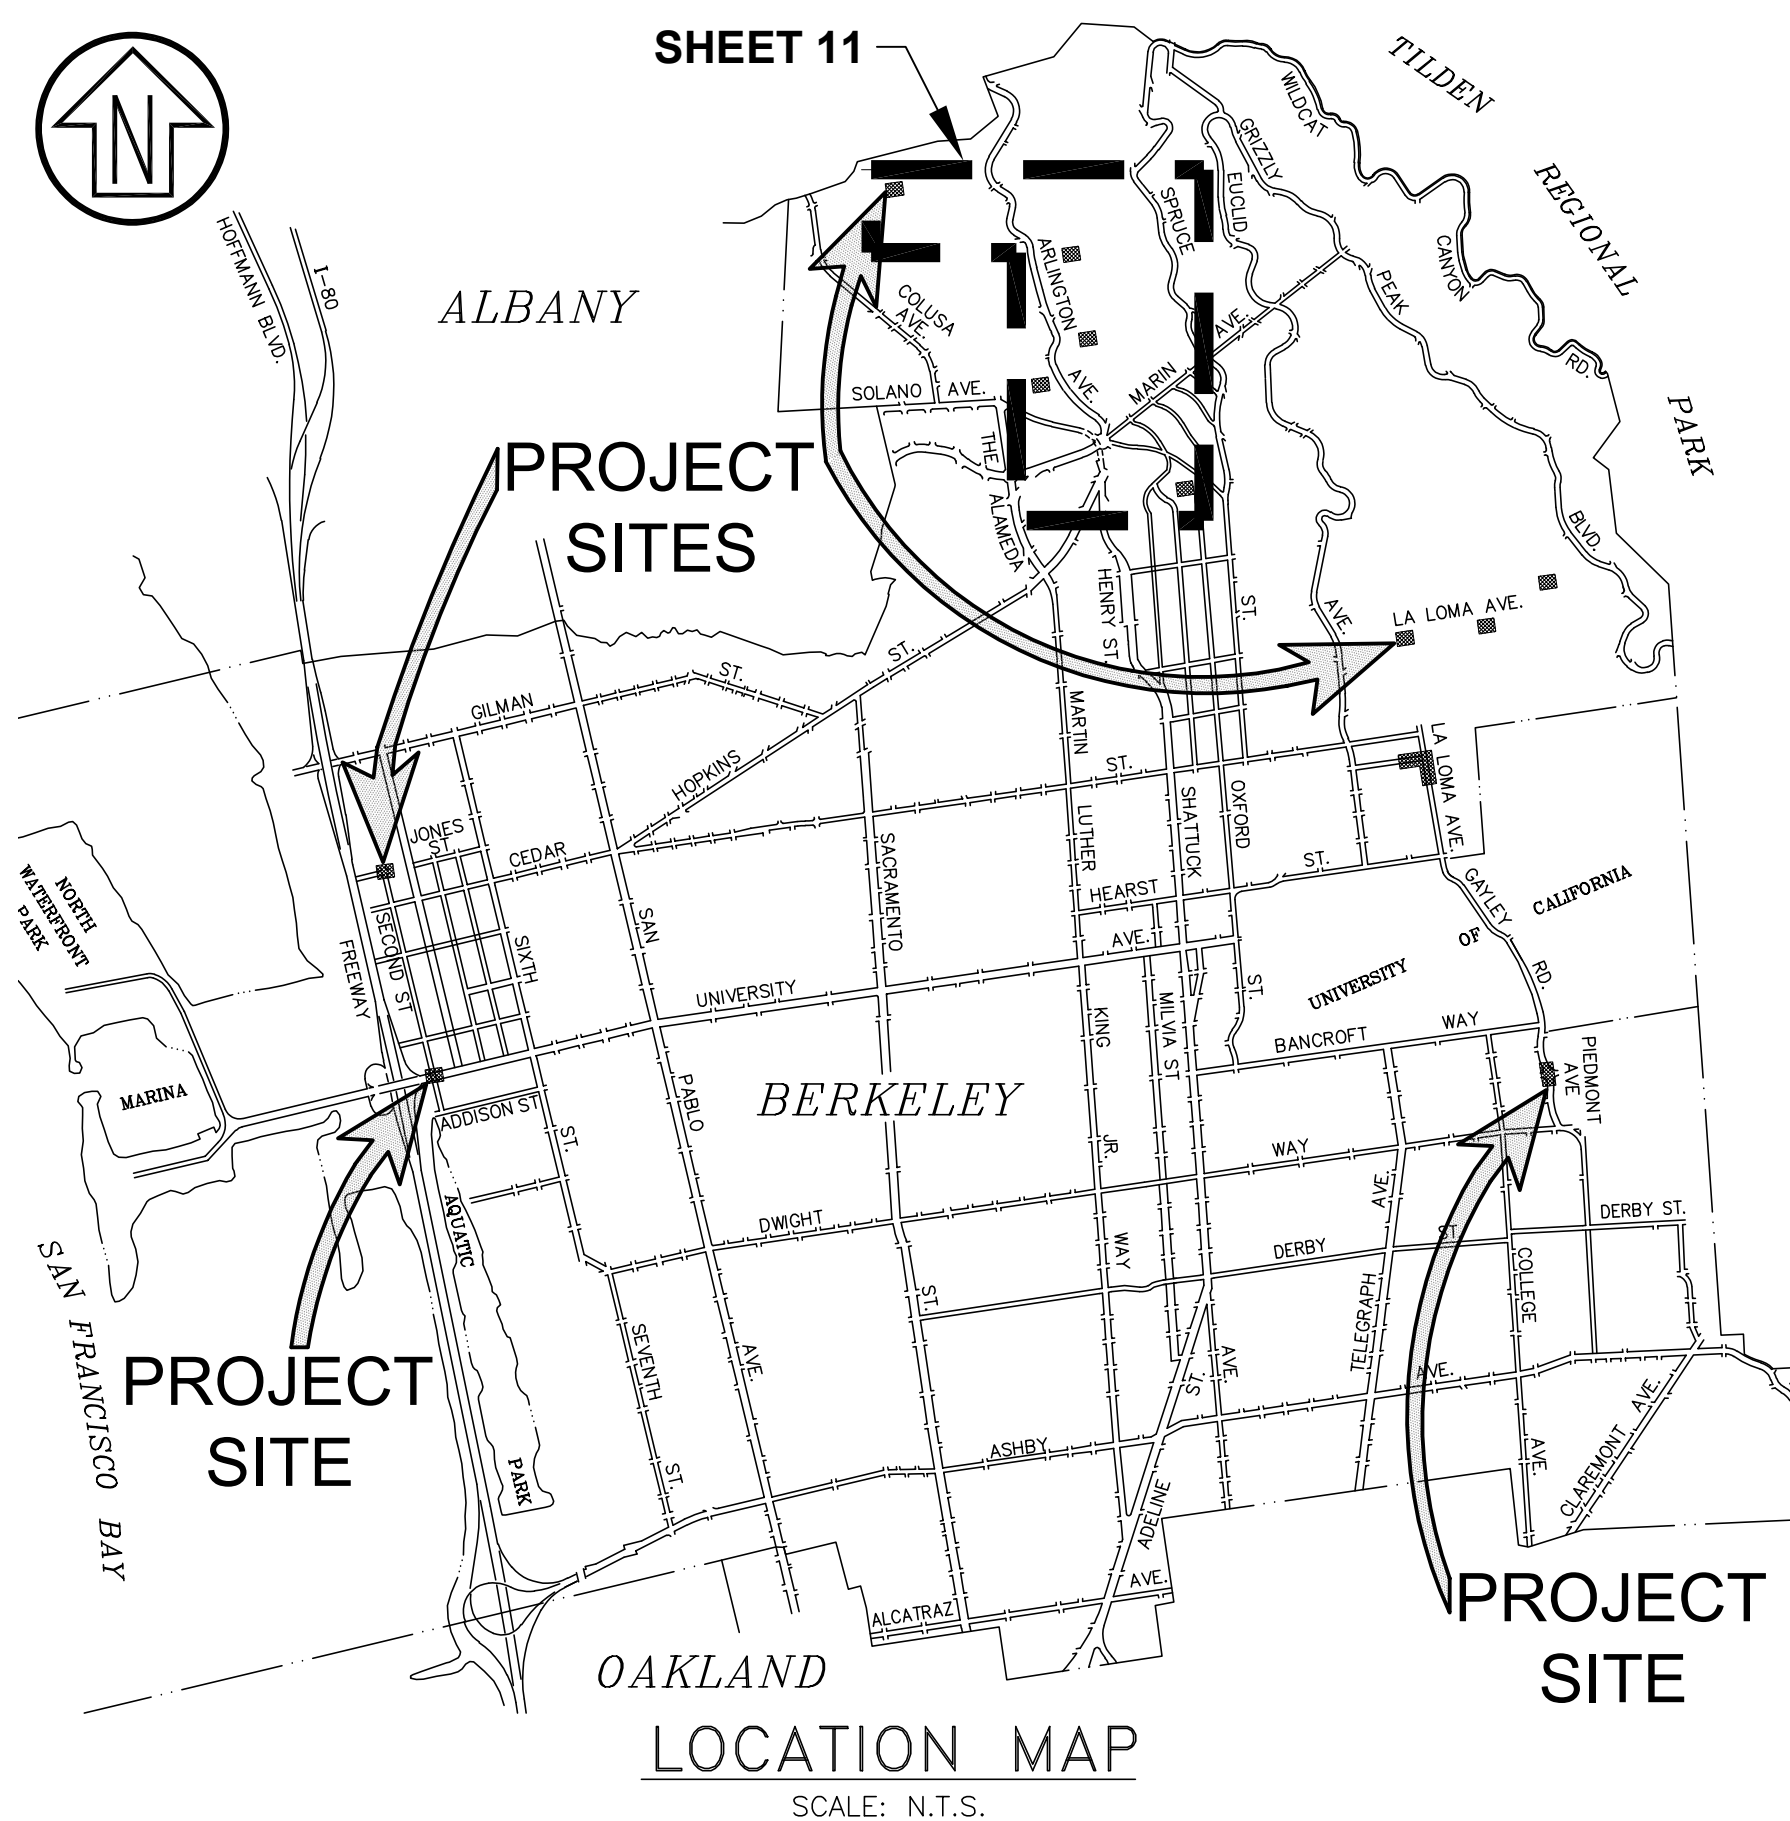 SHEET 11
N
TILDEN
REGIONAL
PARK
WILDCAT
CANYON
RD.
GRIZZLY
PEAK
BLVD.
EUCLID
AVE.
SPRUCE
ST.
ARLINGTON
AVE.
HOFFMANN BLVD.
I-80
ALBANY
COLUSA
AVE.
SOLANO AVE.
MARIN
AVE.
THE
ALAMEDA
PROJECT
SITES
HENRY ST.
LA LOMA AVE.
GILMAN
ST.
HOPKINS
ST.
MARTIN
LUTHER
KING
JR.
WAY
LA LOMA AVE.
JONES
ST
CEDAR
ST.
SACRAMENTO
ST.
SHATTUCK
AVE.
OXFORD
ST.
HEARST
ST.
GAYLEY
RD.
UNIVERSITY
OF
CALIFORNIA
NORTH
WATERFRONT
PARK
FREEWAY
SECOND ST
SIXTH
ST.
SAN
PABLO
AVE.
UNIVERSITY
AVE.
MILVIA ST
BANCROFT
WAY
PIEDMONT
AVE
MARINA
ADDISON ST
BERKELEY
AQUATIC
PARK
DWIGHT
WAY
DERBY
ST
DERBY ST.
TELEGRAPH
AVE.
COLLEGE
AVE.
SEVENTH
ST.
SAN FRANCISCO BAY
PROJECT
SITE
ASHBY
AVE.
ADELINE
ST.
CLAREMONT AVE.
ALCATRAZ
AVE.
PROJECT
SITE
OAKLAND
LOCATION MAP
SCALE: N.T.S.